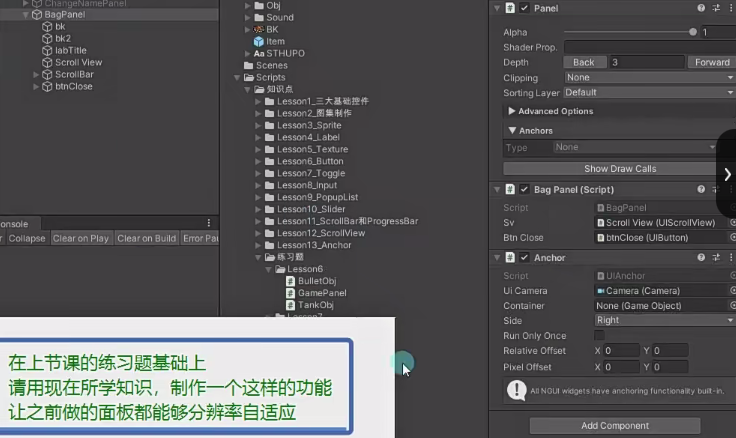 ChangeNamePanel
BagPanel
bk
bk2
labTitle
Scroll View
ScrollBar
btnClose
onsole
r Collapse Clear on Play Clear on Build Error Pau
Obj
Sound
BK
Item
Aa STHUPO
Scenes
Scripts
知识点
Lesson1_三大基础控件
Lesson2_图集制作
Lesson3_Sprite
Lesson4_Label
Lesson5_Texture
Lesson6_Button
Lesson7_Toggle
Lesson8_Input
Lesson9_PopupList
Lesson10_Slider
Lesson11_ScrollBar和ProgressBar
Lesson12_ScrollView
Lesson13_Anchor
练习题
Lesson6
# BulletObj
# GamePanel
# TankObj
Lesson7
# Panel
Alpha 1
Shader Prop.
Depth Back 3 Forward
Clipping None
Sorting Layer Default
Advanced Options
Anchors
Type None
Show Draw Calls
# Bag Panel (Script)
Script # BagPanel
Sv Scroll View (UIScrollView)
Btn Close btnClose (UIButton)
# Anchor
Script # UIAnchor
Ui Camera Camera (Camera)
Container None (Game Object)
Side Right
Run Only Once
Relative Offset X 0 Y 0
Pixel Offset X 0 Y 0
All NGUI widgets have anchoring functionality built-in.
Add Component
在上节课的练习题基础上
请用现在所学知识，制作一个这样的功能
让之前做的面板都能够分辨率自适应